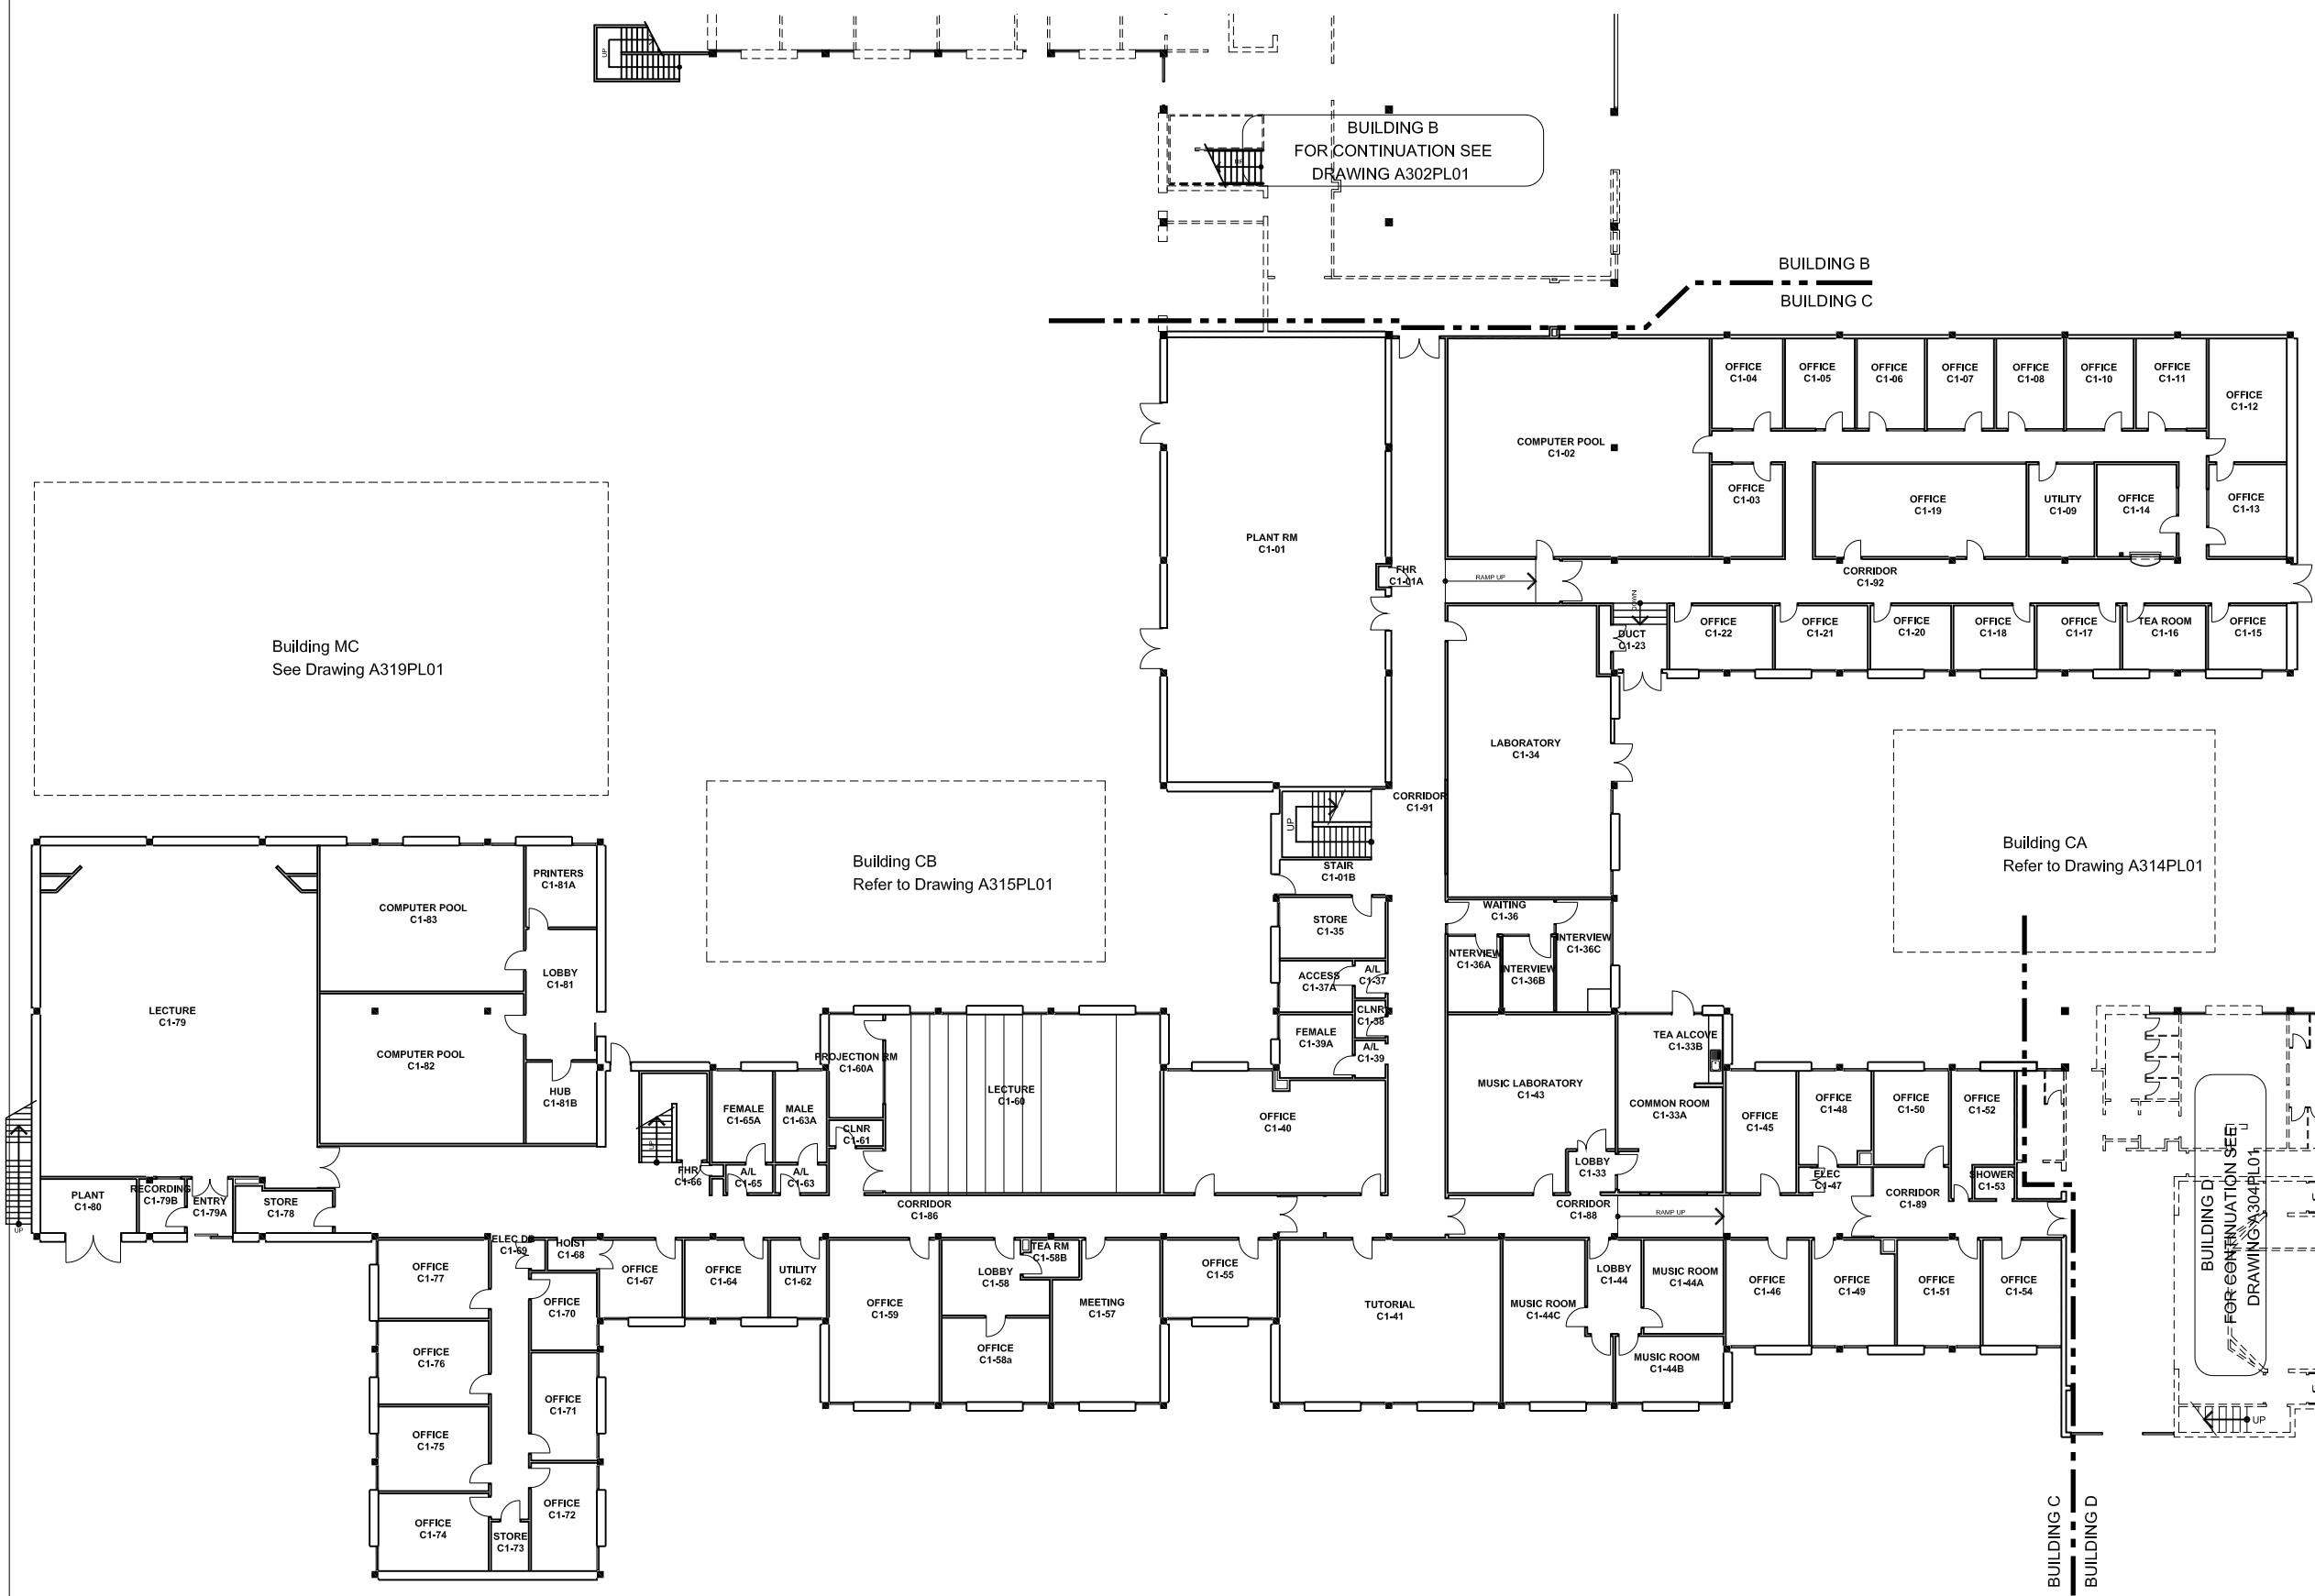 UP
BUILDING B
FOR CONTINUATION SEE
DRAWING A302PL01
UP
BUILDING B
BUILDING C
OFFICE
C1-04
OFFICE
C1-05
OFFICE
C1-06
OFFICE
C1-07
OFFICE
C1-08
OFFICE
C1-10
OFFICE
C1-11
OFFICE
C1-12
COMPUTER POOL
C1-02
OFFICE
C1-03
OFFICE
C1-19
UTILITY
C1-09
OFFICE
C1-14
OFFICE
C1-13
PLANT RM
C1-01
FHR
C1-01A
RAMP UP
CORRIDOR
C1-92
DOWN
DUCT
C1-23
OFFICE
C1-22
OFFICE
C1-21
OFFICE
C1-20
OFFICE
C1-18
OFFICE
C1-17
TEA ROOM
C1-16
OFFICE
C1-15
Building MC
See Drawing A319PL01
LABORATORY
C1-34
CORRIDOR
C1-91
UP
STAIR
C1-01B
Building CB
Refer to Drawing A315PL01
Building CA
Refer to Drawing A314PL01
PRINTERS
C1-81A
COMPUTER POOL
C1-83
LOBBY
C1-81
LECTURE
C1-79
COMPUTER POOL
C1-82
HUB
C1-81B
STORE
C1-35
WAITING
C1-36
INTERVIEW
C1-36A
INTERVIEW
C1-36B
INTERVIEW
C1-36C
ACCESS
C1-37A
A/L
C1-37
CLNR
C1-38
FEMALE
C1-39A
A/L
C1-39
PROJECTION RM
C1-60A
LECTURE
C1-60
OFFICE
C1-40
MUSIC LABORATORY
C1-43
TEA ALCOVE
C1-33B
COMMON ROOM
C1-33A
OFFICE
C1-45
OFFICE
C1-48
OFFICE
C1-50
OFFICE
C1-52
FEMALE
C1-65A
MALE
C1-63A
CLNR
C1-61
UP
FHR
C1-66
A/L
C1-65
A/L
C1-63
LOBBY
C1-33
ELEC
C1-47
SHOWER
C1-53
UP
PLANT
C1-80
RECORDING
C1-79B
ENTRY
C1-79A
STORE
C1-78
CORRIDOR
C1-86
CORRIDOR
C1-88
RAMP UP
CORRIDOR
C1-89
BUILDING D
FOR CONTINUATION SEE
DRAWING A304PL01
ELEC DB
C1-69
HOIST
C1-68
OFFICE
C1-77
OFFICE
C1-70
OFFICE
C1-67
OFFICE
C1-64
UTILITY
C1-62
OFFICE
C1-59
LOBBY
C1-58
TEA RM
C1-58B
MEETING
C1-57
OFFICE
C1-55
OFFICE
C1-58a
TUTORIAL
C1-41
MUSIC ROOM
C1-44C
LOBBY
C1-44
MUSIC ROOM
C1-44A
MUSIC ROOM
C1-44B
OFFICE
C1-46
OFFICE
C1-49
OFFICE
C1-51
OFFICE
C1-54
OFFICE
C1-76
OFFICE
C1-71
OFFICE
C1-75
OFFICE
C1-72
OFFICE
C1-74
STORE
C1-73
UP
BUILDING C
BUILDING D